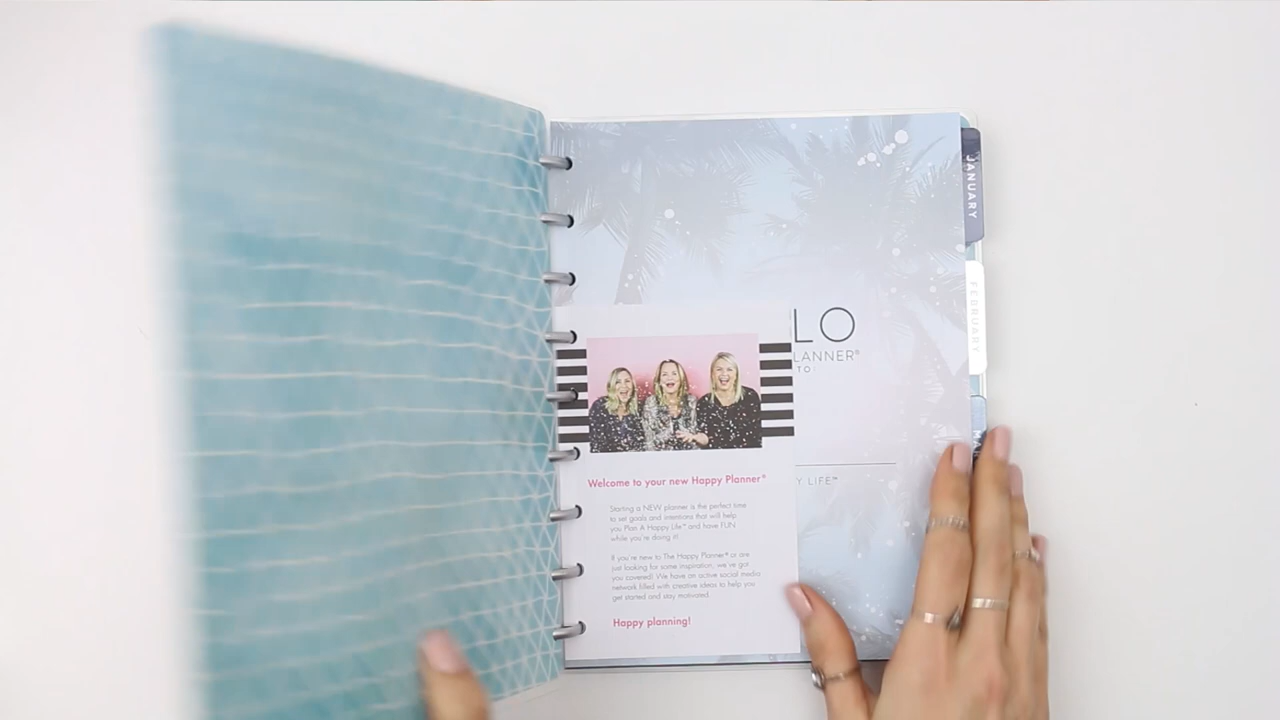 JANUARY
FEBRUARY
LO
LANNER®
TO
Y LIFE™
Welcome to your new Happy Planner®
Starting a NEW planner is the perfect time
to set goals and intentions that will help
you Plan A Happy Life™ and have FUN
while you're doing it!
If you're new to The Happy Planner® or are
just looking for some inspiration, we've got
you covered! We have an active social media
network filled with creative ideas to help you
get started and stay motivated.
Happy planning!